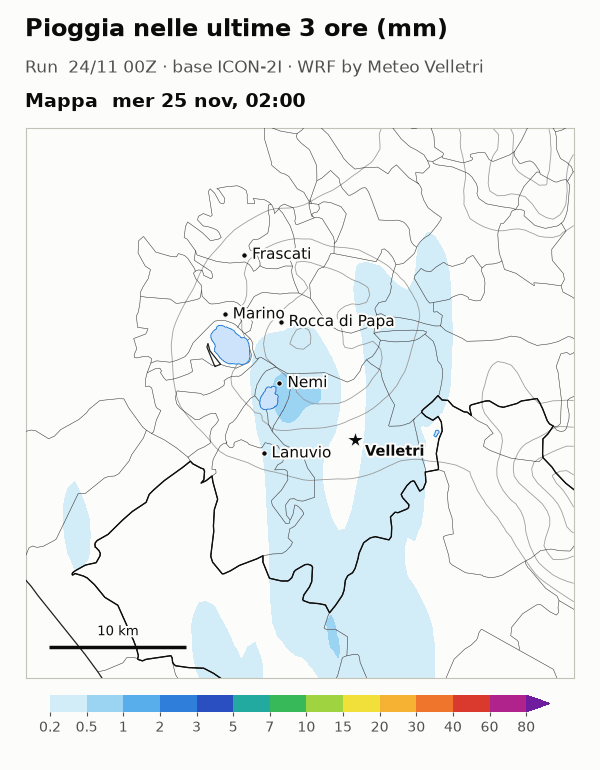 Pioggia nelle ultime 3 ore (mm)
Run  24/11 00Z · base ICON-2I · WRF by Meteo Velletri
Mappa  mer 25 nov, 02:00
Frascati
Marino
Rocca di Papa
Nemi
Velletri
Lanuvio
10 km
0.2 0.5 1 2 3 5 7 10 15 20 30 40 60 80